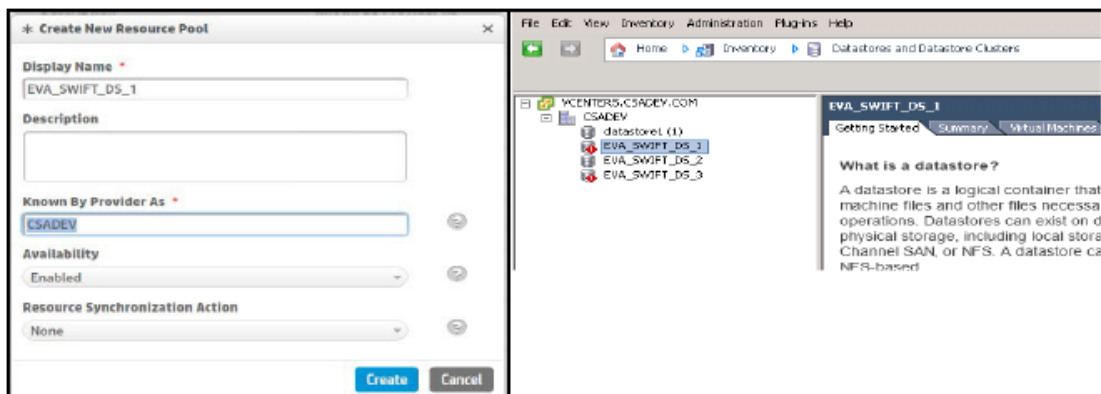 * Create New Resource Pool ×
Display Name *
EVA_SWIFT_DS_1
Description
Known By Provider As *
CSADEV
Availability
Enabled
Resource Synchronization Action
None
Create Cancel
File Edit View Inventory Administration Plug-ins Help
Home Inventory Datastores and Datastore Clusters
VCENTER5.CSADEV.COM
CSADEV
datastore1 (1)
EVA_SWIFT_DS_1
EVA_SWIFT_DS_2
EVA_SWIFT_DS_3
EVA_SWIFT_DS_1
Getting Started Summary Virtual Machines
What is a datastore?
A datastore is a logical container that
machine files and other files necessa
operations. Datastores can exist on d
physical storage, including local stora
Channel SAN, or NFS. A datastore ca
NFS-based